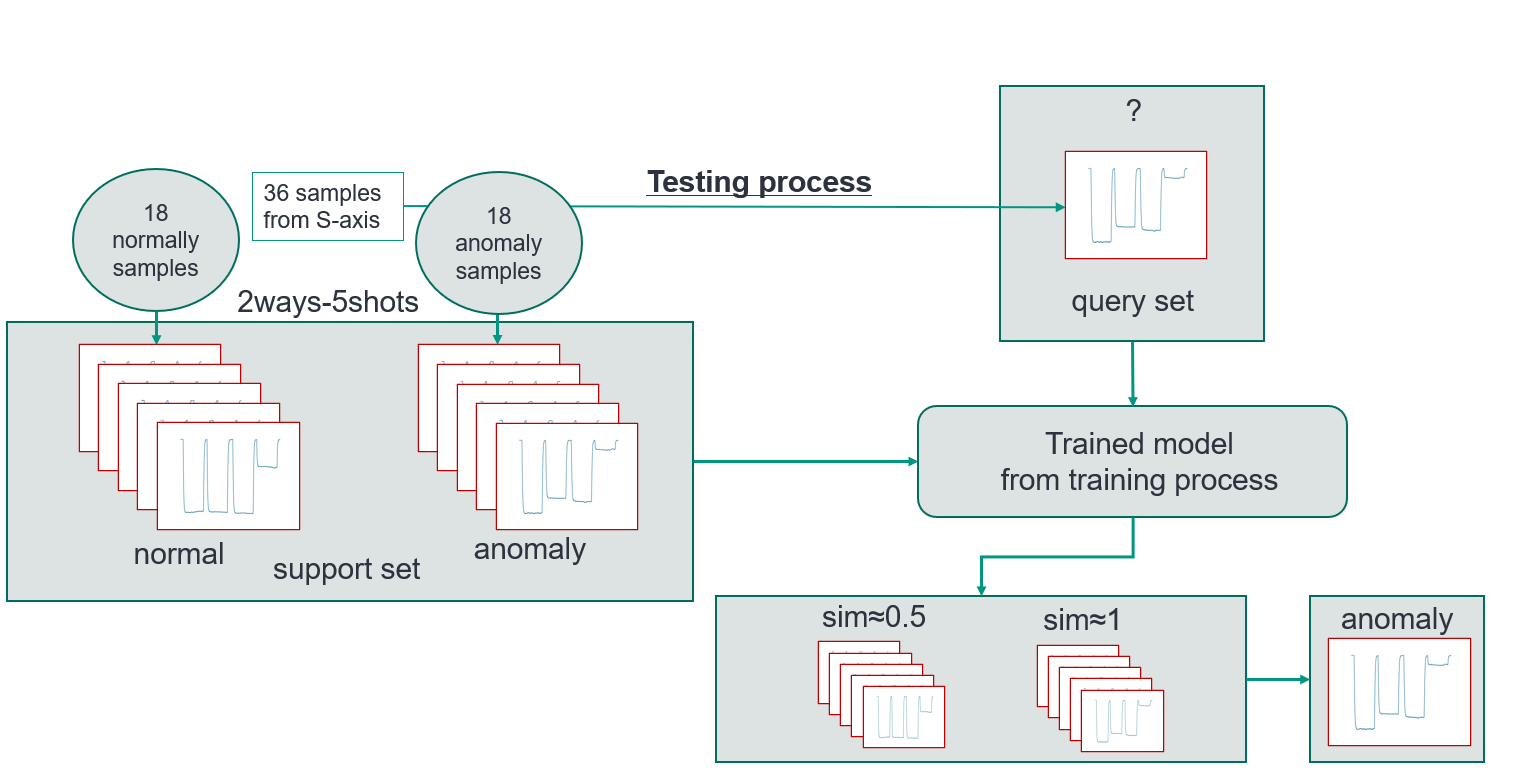 ?
Testing process
18
normally
samples
36 samples
from S-axis
18
anomaly
samples
2ways-5shots
query set
normal
anomaly
support set
Trained model
from training process
sim≈0.5
sim≈1
anomaly